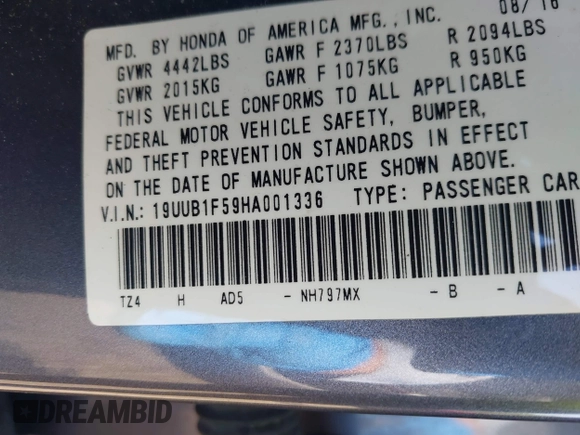 MFD. BY HONDA OF AMERICA MFG., INC. 08/16
GVWR 4442LBS GAWR F 2370LBS R 2094LBS
GVWR 2015KG GAWR F 1075KG R 950KG
THIS VEHICLE CONFORMS TO ALL APPLICABLE
FEDERAL MOTOR VEHICLE SAFETY, BUMPER,
AND THEFT PREVENTION STANDARDS IN EFFECT
ON THE DATE OF MANUFACTURE SHOWN ABOVE.
V.I.N.: 19UUB1F59HA001336 TYPE: PASSENGER CAR
TZ4 H AD5 - NH797MX - B - A
DREAMBID